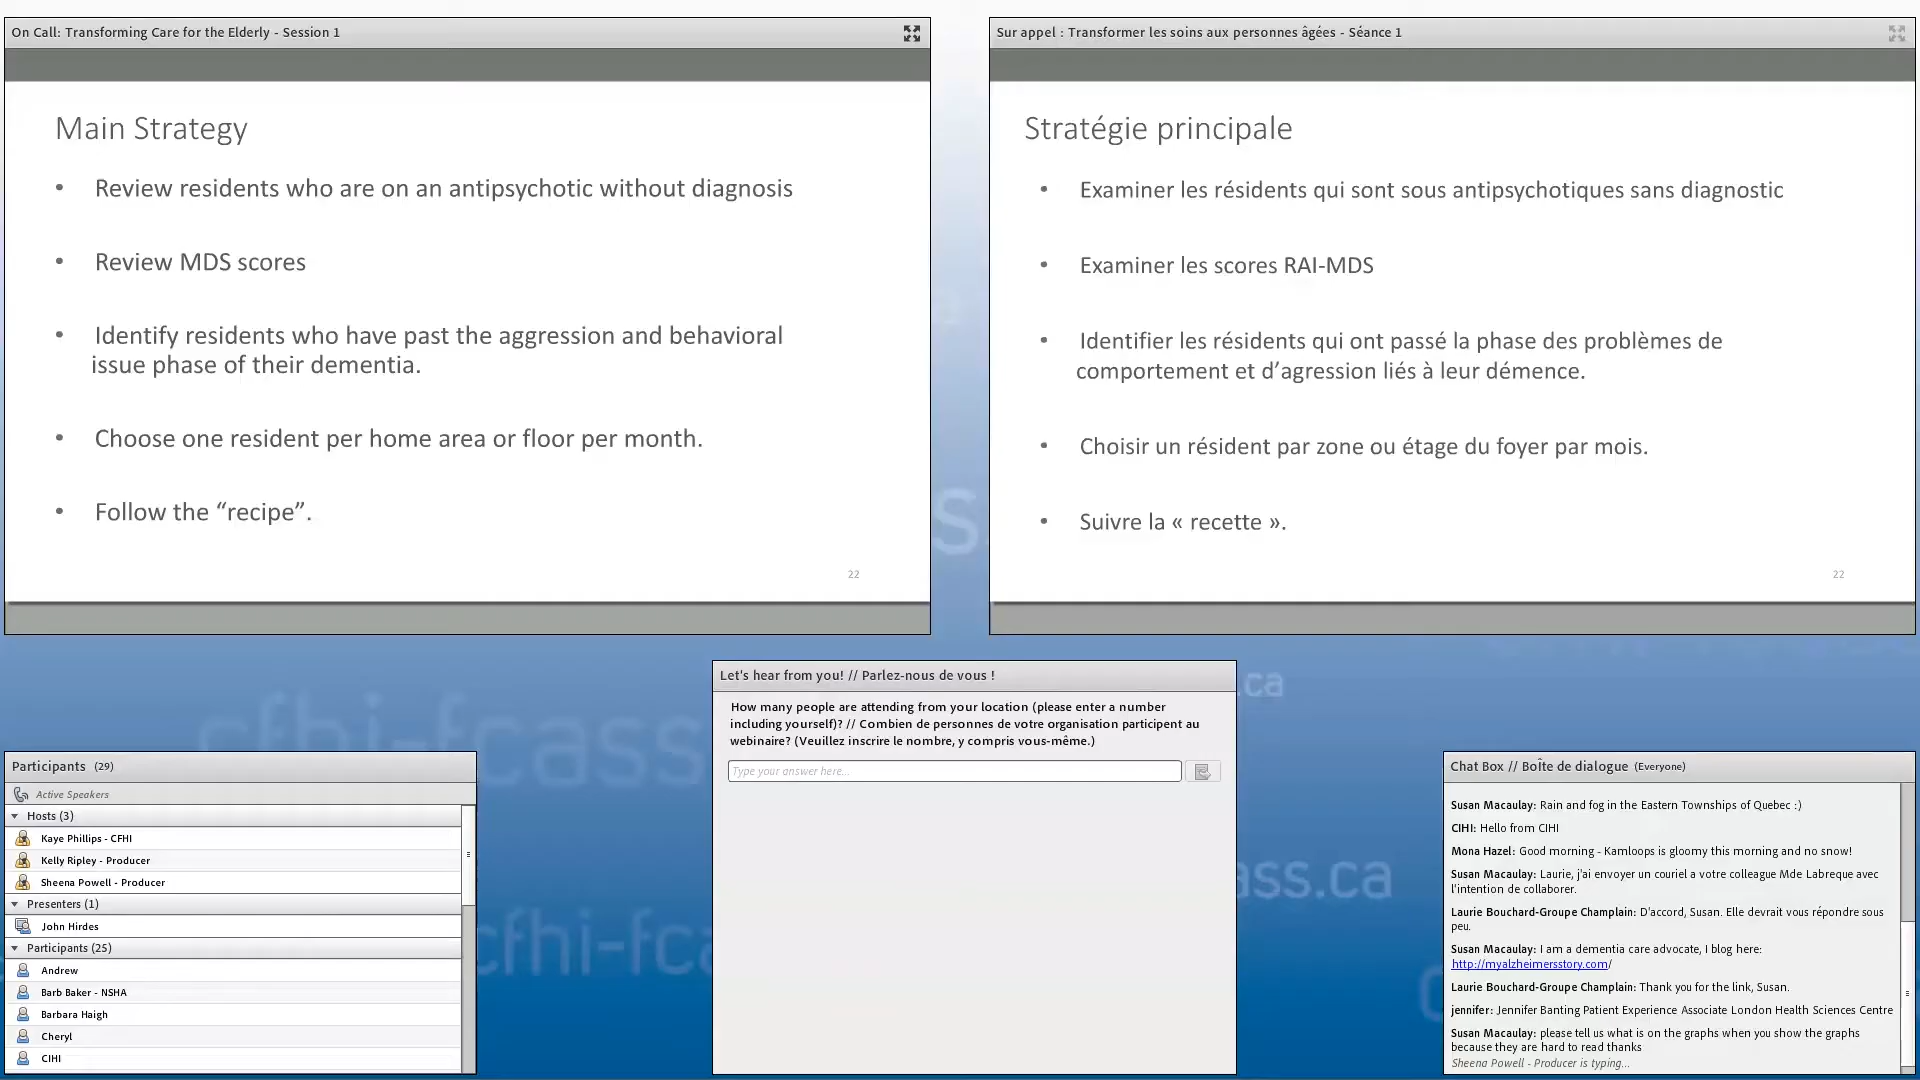 On Call: Transforming Care for the Elderly - Session 1
Main Strategy
• Review residents who are on an antipsychotic without diagnosis
• Review MDS scores
• Identify residents who have past the aggression and behavioral
issue phase of their dementia.
• Choose one resident per home area or floor per month.
• Follow the “recipe”.
22
Sur appel : Transformer les soins aux personnes âgées - Séance 1
Stratégie principale
• Examiner les résidents qui sont sous antipsychotiques sans diagnostic
• Examiner les scores RAI-MDS
• Identifier les résidents qui ont passé la phase des problèmes de
comportement et d’agression liés à leur démence.
• Choisir un résident par zone ou étage du foyer par mois.
• Suivre la « recette ».
22
cfhi-fcass
.ca
ass.ca
cfhi-fca
Participants (29)
Active Speakers
Hosts (3)
Kaye Phillips - CFHI
Kelly Ripley - Producer
Sheena Powell - Producer
Presenters (1)
John Hirdes
Participants (25)
Andrew
Barb Baker - NSHA
Barbara Haigh
Cheryl
CIHI
Let's hear from you! // Parlez-nous de vous !
How many people are attending from your location (please enter a number
including yourself)? // Combien de personnes de votre organisation participent au
webinaire? (Veuillez inscrire le nombre, y compris vous-même.)
Type your answer here...
Chat Box // Boîte de dialogue (Everyone)
Susan Macaulay: Rain and fog in the Eastern Townships of Quebec :)
CIHI: Hello from CIHI
Mona Hazel: Good morning - Kamloops is gloomy this morning and no snow!
Susan Macaulay: Laurie, j'ai envoyer un couriel a votre colleague Mde Labreque avec
l'intention de collaborer.
Laurie Bouchard-Groupe Champlain: D'accord, Susan. Elle devrait vous répondre sous
peu.
Susan Macaulay: I am a dementia care advocate, I blog here:
http://myalzheimersstory.com/
Laurie Bouchard-Groupe Champlain: Thank you for the link, Susan.
jennifer: Jennifer Banting Patient Experience Associate London Health Sciences Centre
Susan Macaulay: please tell us what is on the graphs when you show the graphs
because they are hard to read thanks
Sheena Powell - Producer is typing...